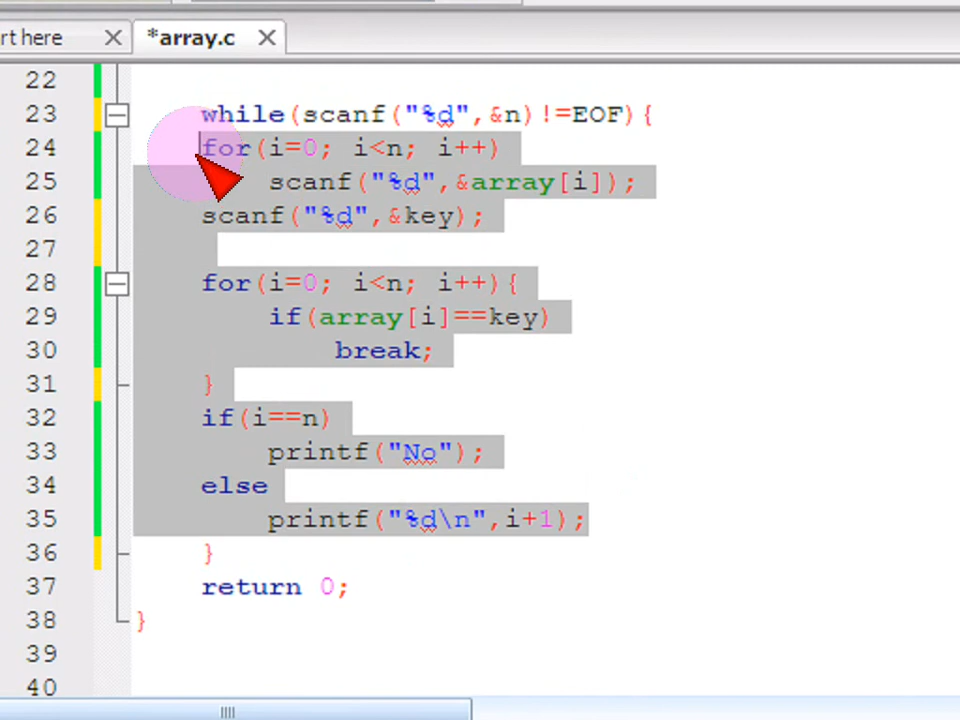 rt here
*array.c
22
23 while(scanf("%d",&n)!=EOF){
24 for(i=0; i<n; i++)
25 scanf("%d",&array[i]);
26 scanf("%d",&key);
27
28 for(i=0; i<n; i++){
29 if(array[i]==key)
30 break;
31 }
32 if(i==n)
33 printf("No");
34 else
35 printf("%d\n",i+1);
36 }
37 return 0;
38 }
39
40